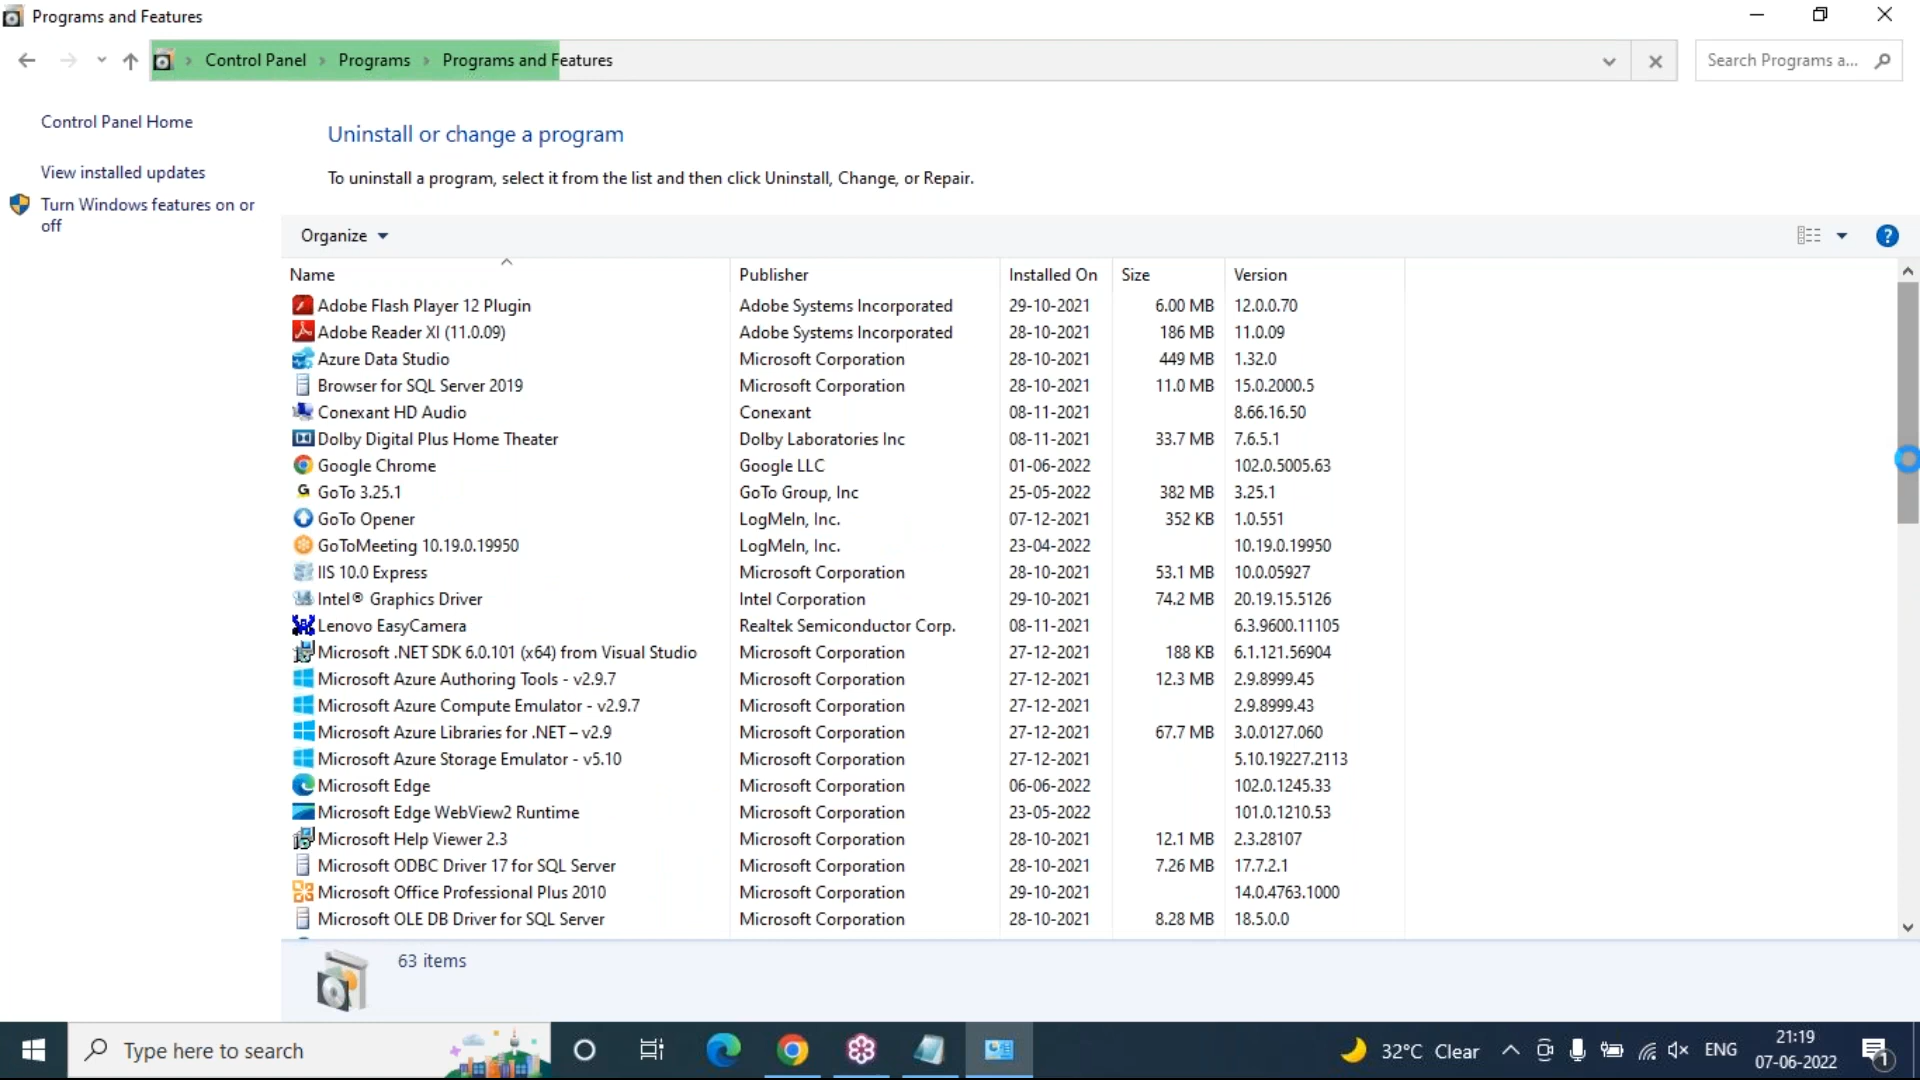 Programs and Features
Control Panel > Programs > Programs and Features
Search Programs a...
Control Panel Home
View installed updates
Turn Windows features on or
off
Uninstall or change a program
To uninstall a program, select it from the list and then click Uninstall, Change, or Repair.
Organize
Name Publisher Installed On Size Version
Adobe Flash Player 12 Plugin Adobe Systems Incorporated 29-10-2021 6.00 MB 12.0.0.70
Adobe Reader XI (11.0.09) Adobe Systems Incorporated 28-10-2021 186 MB 11.0.09
Azure Data Studio Microsoft Corporation 28-10-2021 449 MB 1.32.0
Browser for SQL Server 2019 Microsoft Corporation 28-10-2021 11.0 MB 15.0.2000.5
Conexant HD Audio Conexant 08-11-2021 8.66.16.50
Dolby Digital Plus Home Theater Dolby Laboratories Inc 08-11-2021 33.7 MB 7.6.5.1
Google Chrome Google LLC 01-06-2022 102.0.5005.63
GoTo 3.25.1 GoTo Group, Inc 25-05-2022 382 MB 3.25.1
GoTo Opener LogMeIn, Inc. 07-12-2021 352 KB 1.0.551
GoToMeeting 10.19.0.19950 LogMeIn, Inc. 23-04-2022 10.19.0.19950
IIS 10.0 Express Microsoft Corporation 28-10-2021 53.1 MB 10.0.05927
Intel® Graphics Driver Intel Corporation 29-10-2021 74.2 MB 20.19.15.5126
Lenovo EasyCamera Realtek Semiconductor Corp. 08-11-2021 6.3.9600.11105
Microsoft .NET SDK 6.0.101 (x64) from Visual Studio Microsoft Corporation 27-12-2021 188 KB 6.1.121.56904
Microsoft Azure Authoring Tools - v2.9.7 Microsoft Corporation 27-12-2021 12.3 MB 2.9.8999.45
Microsoft Azure Compute Emulator - v2.9.7 Microsoft Corporation 27-12-2021 2.9.8999.43
Microsoft Azure Libraries for .NET – v2.9 Microsoft Corporation 27-12-2021 67.7 MB 3.0.0127.060
Microsoft Azure Storage Emulator - v5.10 Microsoft Corporation 27-12-2021 5.10.19227.2113
Microsoft Edge Microsoft Corporation 06-06-2022 102.0.1245.33
Microsoft Edge WebView2 Runtime Microsoft Corporation 23-05-2022 101.0.1210.53
Microsoft Help Viewer 2.3 Microsoft Corporation 28-10-2021 12.1 MB 2.3.28107
Microsoft ODBC Driver 17 for SQL Server Microsoft Corporation 28-10-2021 7.26 MB 17.7.2.1
Microsoft Office Professional Plus 2010 Microsoft Corporation 29-10-2021 14.0.4763.1000
Microsoft OLE DB Driver for SQL Server Microsoft Corporation 28-10-2021 8.28 MB 18.5.0.0
63 items
Type here to search
32°C Clear
ENG
21:19
07-06-2022
1